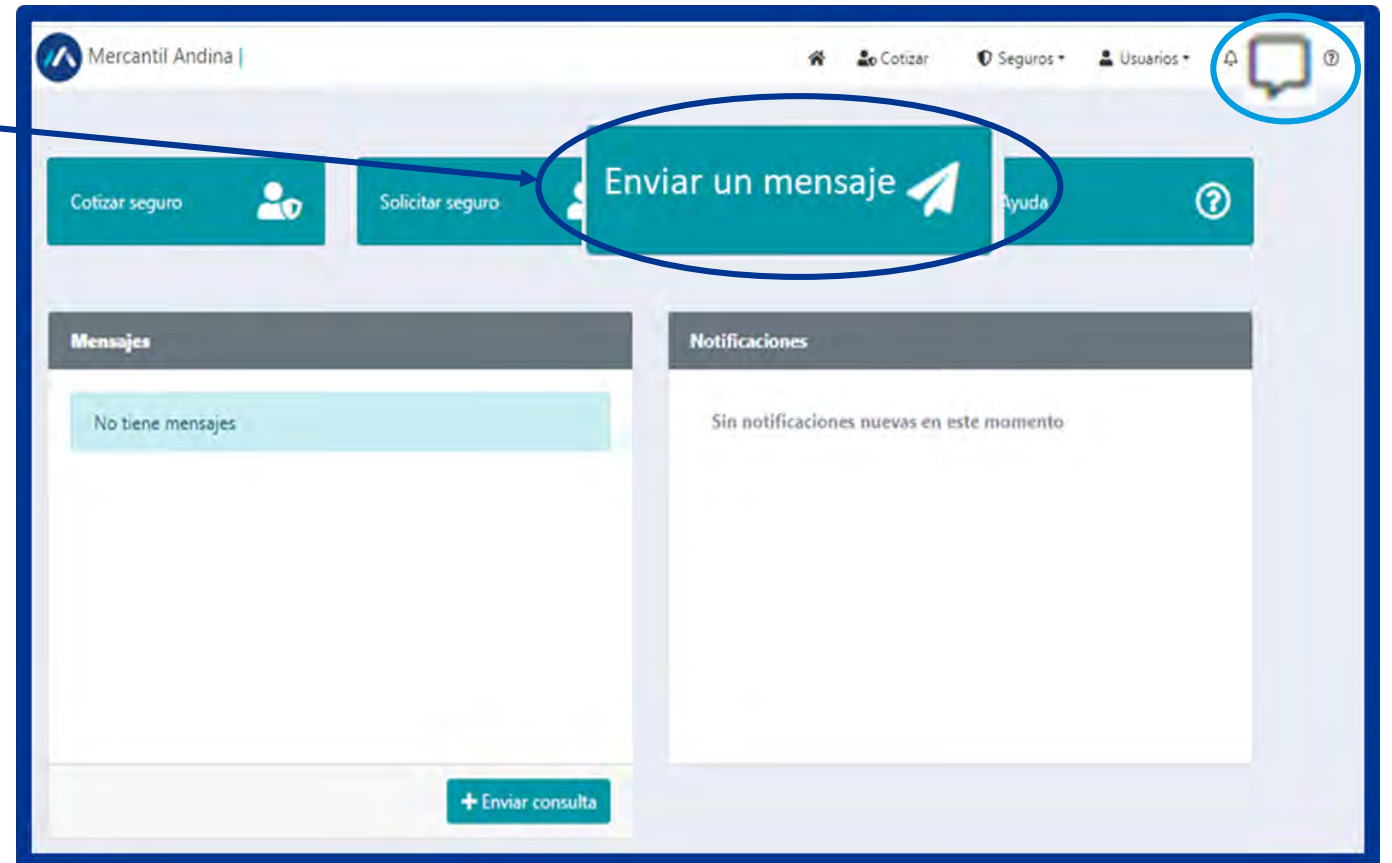 Mercantil Andina |
Cotizar
Seguros
Usuarios
Cotizar seguro
Solicitar seguro
Enviar un mensaje
Ayuda
Mensajes
Notificaciones
No tiene mensajes
Sin notificaciones nuevas en este momento
+ Enviar consulta